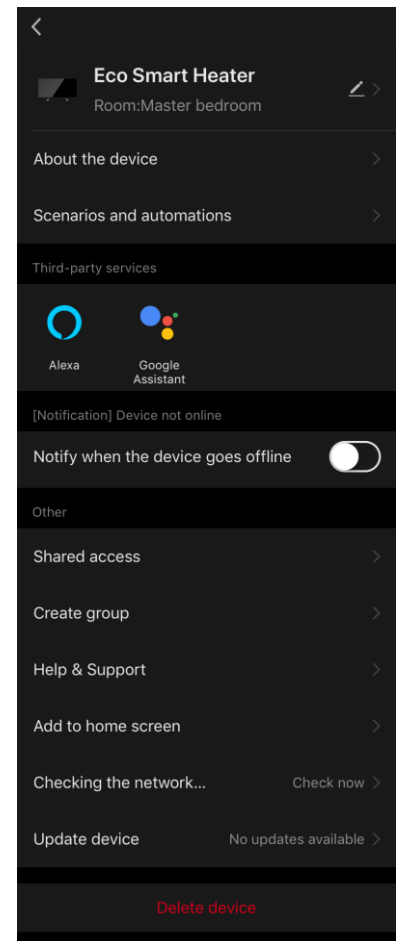 Eco Smart Heater
Room:Master bedroom
About the device
Scenarios and automations
Third-party services
Alexa
Google
Assistant
[Notification] Device not online
Notify when the device goes offline
Other
Shared access
Create group
Help & Support
Add to home screen
Checking the network... Check now
Update device No updates available
Delete device